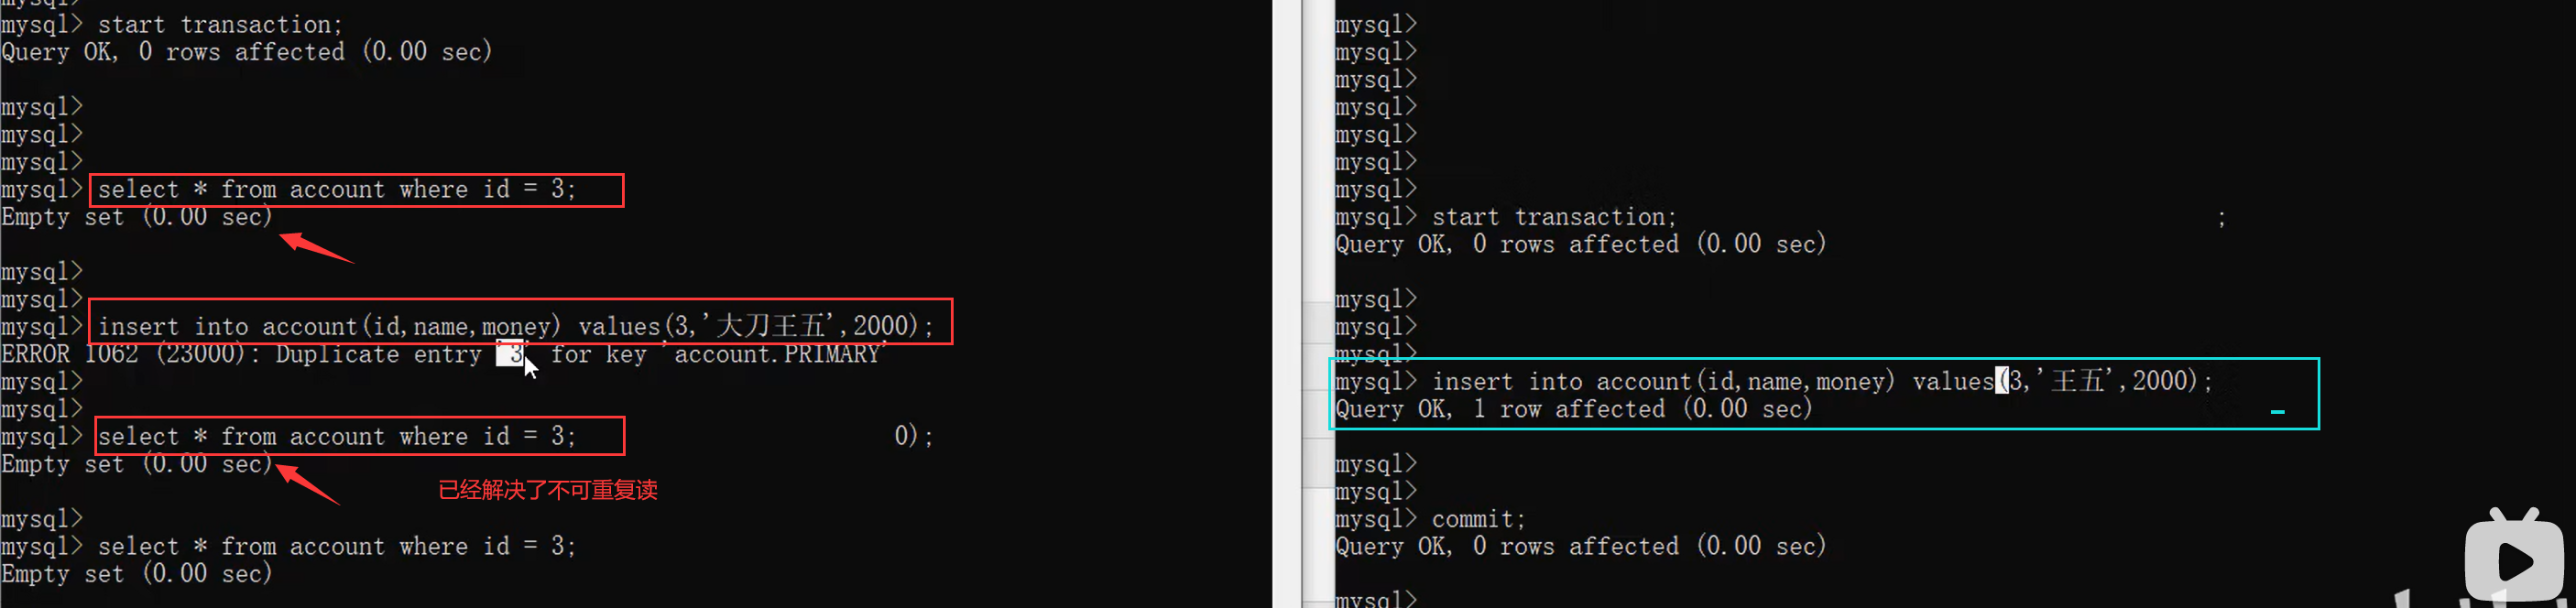 mysql> start transaction;
Query OK, 0 rows affected (0.00 sec)
mysql>
mysql>
mysql>
mysql> select * from account where id = 3;
Empty set (0.00 sec)
mysql>
mysql>
mysql> insert into account(id,name,money) values(3,'大刀王五',2000);
ERROR 1062 (23000): Duplicate entry '3' for key 'account.PRIMARY'
mysql>
mysql>
mysql> select * from account where id = 3; 0);
Empty set (0.00 sec)
已经解决了不可重复读
mysql>
mysql> select * from account where id = 3;
Empty set (0.00 sec)
mysql>
mysql>
mysql>
mysql>
mysql>
mysql>
mysql>
mysql> start transaction; ;
Query OK, 0 rows affected (0.00 sec)
mysql>
mysql>
mysql>
mysql> insert into account(id,name,money) values(3,'王五',2000);
Query OK, 1 row affected (0.00 sec)
mysql>
mysql>
mysql> commit;
Query OK, 0 rows affected (0.00 sec)
mysql>